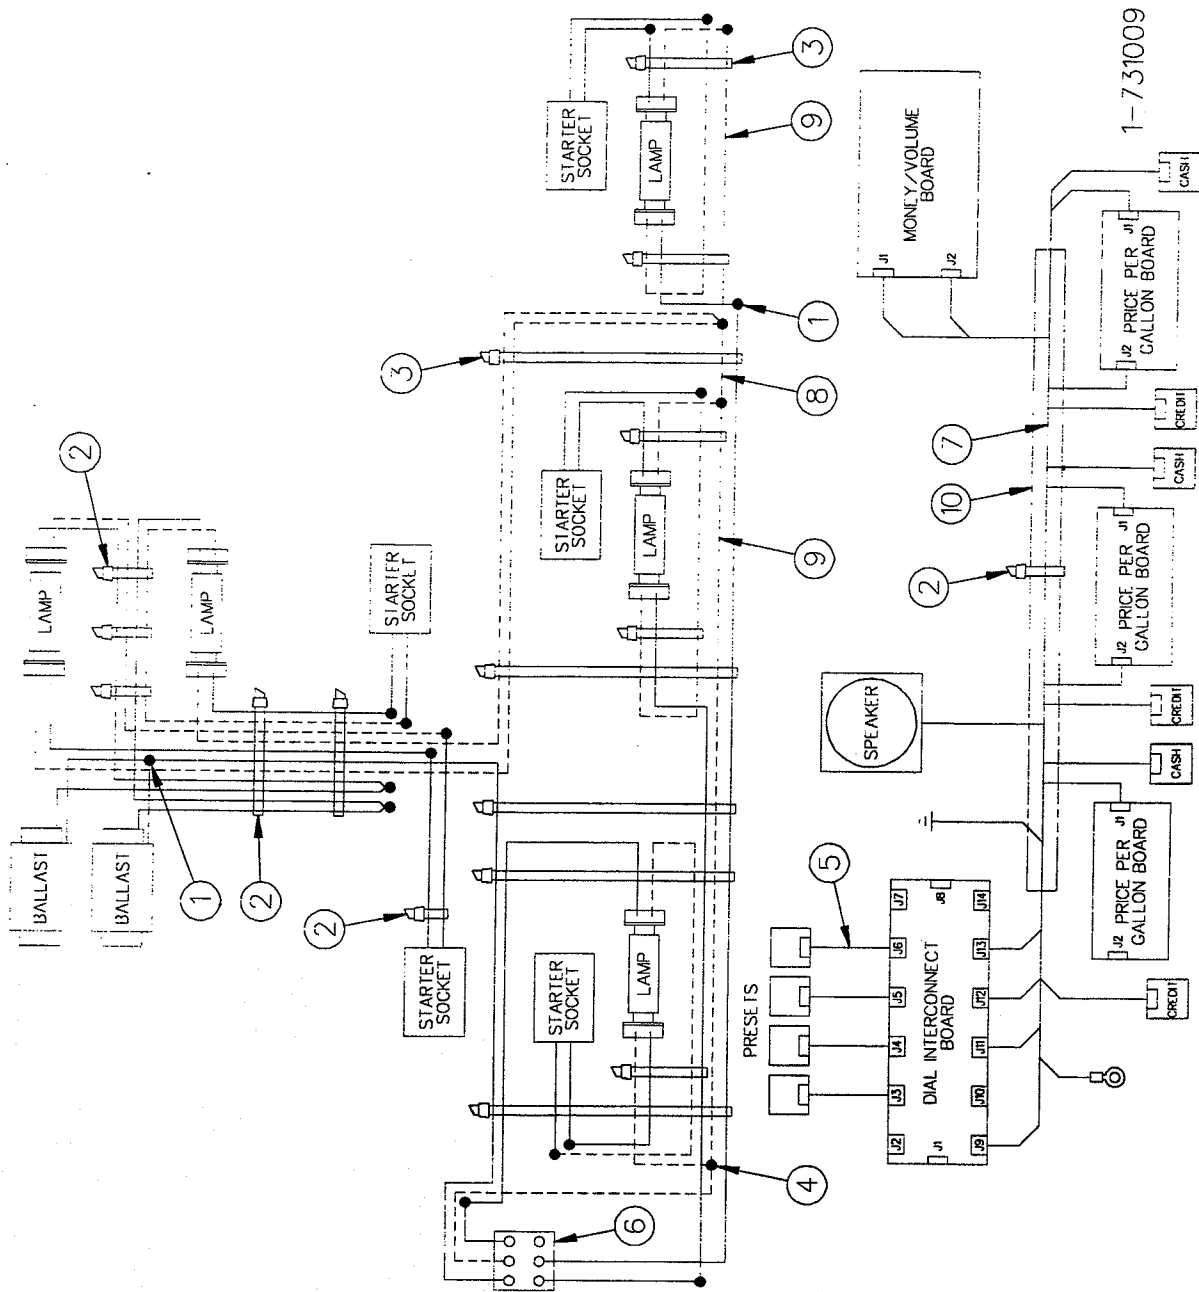 STARTER
SOCKET
LAMP
3
9
1
MONEY/VOLUME
BOARD
J1
J2
1-731009
CASH
J2 PRICE PER J1
GALLON BOARD
CREDIT
3
8
STARTER
SOCKET
LAMP
9
7
10
2
CASH
J2 PRICE PER J1
GALLON BOARD
CREDIT
LAMP
2
LAMP
STARTER
SOCKET
BALLAST
BALLAST
1
2
2
STARTER
SOCKET
SPEAKER
CASH
J2 PRICE PER J1
GALLON BOARD
CREDIT
STARTER
SOCKET
LAMP
4
6
PRESETS
5
J2 J3 J4 J5 J6 J7
J1 DIAL INTERCONNECT J8
BOARD
J9 J10 J11 J12 J13 J14